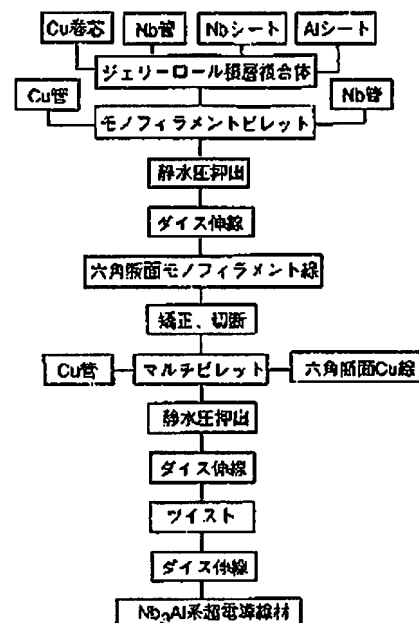 Cu巻芯
Nb管
Nbシート
Alシート
ジェリーロール積層複合体
Cu管
Nb管
モノフィラメントビレット
静水圧押出
ダイス伸線
六角断面モノフィラメント線
矯正、切断
Cu管
マルチビレット
六角断面Cu線
静水圧押出
ダイス伸線
ツイスト
ダイス伸線
Nb₃Al系超電導線材